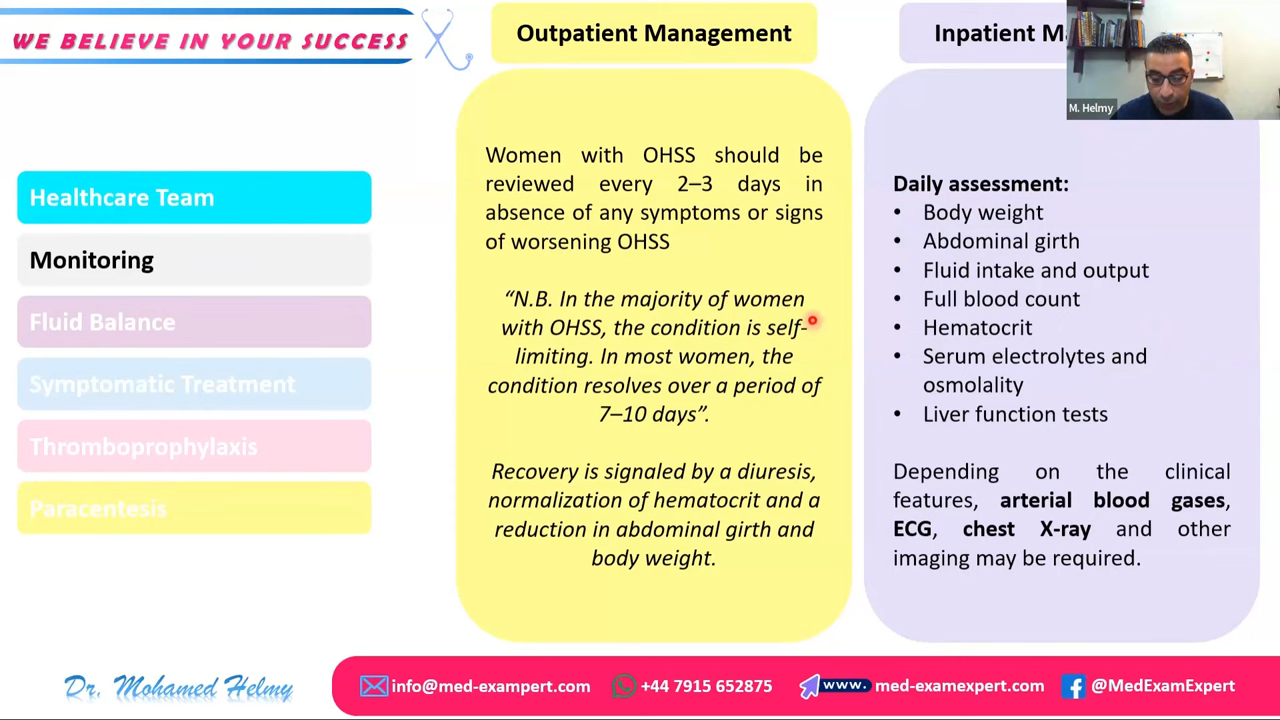 WE BELIEVE IN YOUR SUCCESS
Outpatient Management
Inpatient M
M. Helmy
Healthcare Team
Monitoring
Fluid Balance
Symptomatic Treatment
Thromboprophylaxis
Paracentesis
Women with OHSS should be
reviewed every 2–3 days in
absence of any symptoms or signs
of worsening OHSS
“N.B. In the majority of women
with OHSS, the condition is self-
limiting. In most women, the
condition resolves over a period of
7–10 days”.
Recovery is signaled by a diuresis,
normalization of hematocrit and a
reduction in abdominal girth and
body weight.
Daily assessment:
• Body weight
• Abdominal girth
• Fluid intake and output
• Full blood count
• Hematocrit
• Serum electrolytes and
osmolality
• Liver function tests
Depending on the clinical
features, arterial blood gases,
ECG, chest X-ray and other
imaging may be required.
Dr. Mohamed Helmy
info@med-exampert.com
+44 7915 652875
www. med-examexpert.com
@MedExamExpert